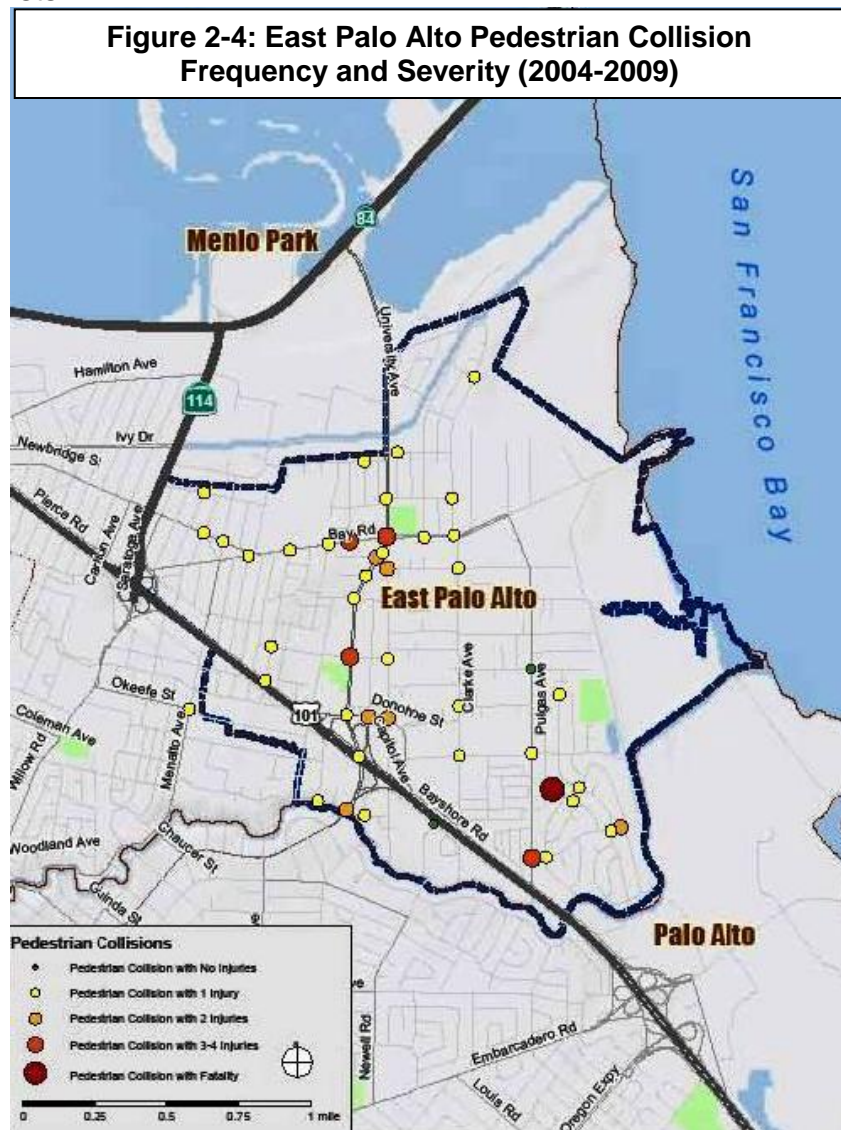 Figure 2-4: East Palo Alto Pedestrian Collision
Frequency and Severity (2004-2009)
San Francisco Bay
84
Menlo Park
University Ave
Hamilton Ave
114
Ivy Dr
Newbridge S
Pierce Rd
Carlton Ave
Saratoga Ave
Bay Rd
East Palo Alto
Clarke Ave
Pulgas Ave
Okeefe St
101
Donohne St
Capitol Ave
Coleman Ave
Willow Rd
Menalto Ave
Bayshore Rd
Woodland Ave
Chaucer St
Guinda St
Palo Alto
Pedestrian Collisions
Pedestrian Collision with No Injuries
Pedestrian Collision with 1 Injury
Pedestrian Collision with 2 Injuries
Pedestrian Collision with 3-4 Injuries
Pedestrian Collision with Fatality
0 0.25 0.5 0.75 1 mile
ve
Newell Rd
Embarcadero Rd
Louis Rd
Oregon Expy